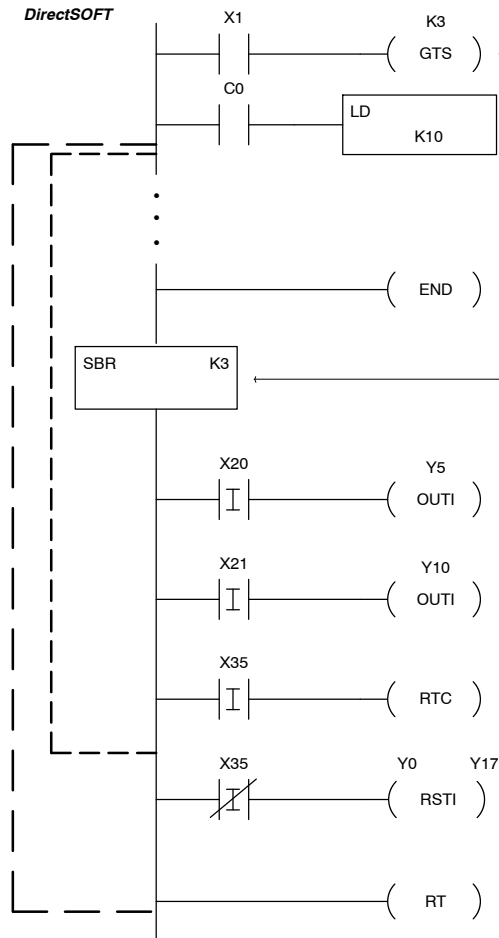 DirectSOFT
X1 K3
GTS
C0
LD
K10
END
SBR K3
X20 Y5
I OUTI
X21 Y10
I OUTI
X35
I RTC
X35 Y0 Y17
I RSTI
RT